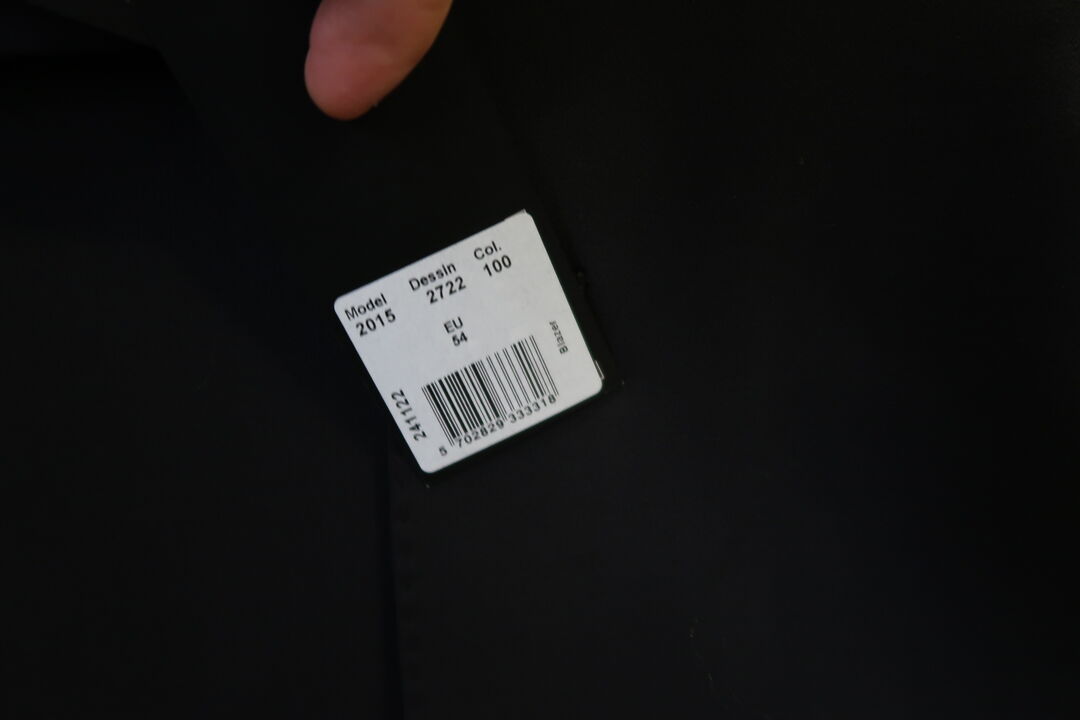 Model Dessin Col.
2015 2722 100
EU
54
Blazer
241122
5 702829 333318